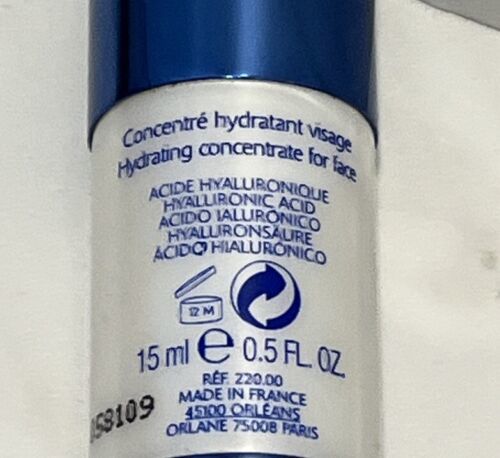 Concentré hydratant visage
Hydrating concentrate for face
ACIDE HYALURONIQUE
HYALURONIC ACID
ACIDO IALURONICO
HYALURONSÄURE
ÁCIDO HIALURÓNICO
12 M
15 ml e 0.5 FL. OZ.
RÉF. 220.00
MADE IN FRANCE
45100 ORLÉANS
ORLANE 75008 PARIS
58109